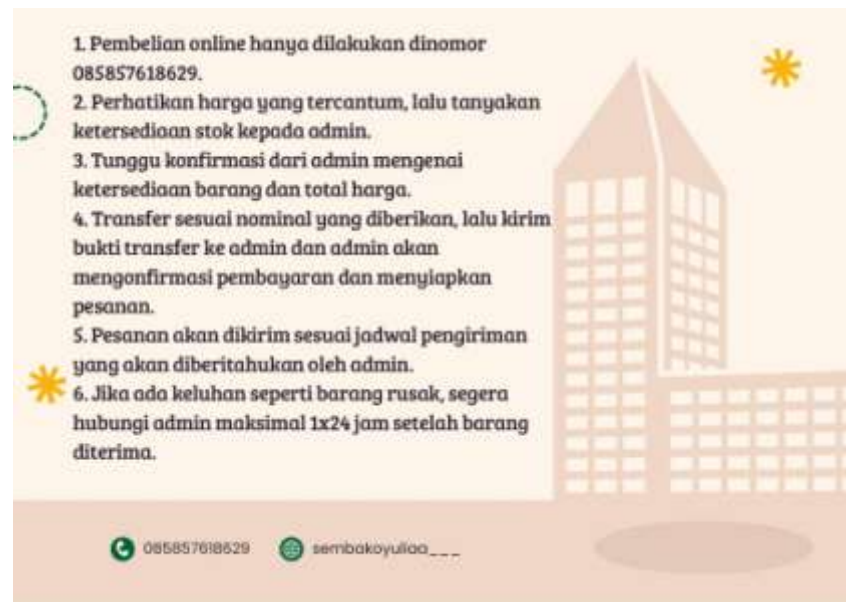 1. Pembelian online hanya dilakukan dinomor
085857618629.
2. Perhatikan harga yang tercantum, lalu tanyakan
ketersediaan stok kepada admin.
3. Tunggu konfirmasi dari admin mengenai
ketersediaan barang dan total harga.
4. Transfer sesuai nominal yang diberikan, lalu kirim
bukti transfer ke admin dan admin akan
mengonfirmasi pembayaran dan menyiapkan
pesanan.
5. Pesanan akan dikirim sesuai jadwal pengiriman
yang akan diberitahukan oleh admin.
6. Jika ada keluhan seperti barang rusak, segera
hubungi admin maksimal 1x24 jam setelah barang
diterima.
085857618629
sembakoyuliaa___